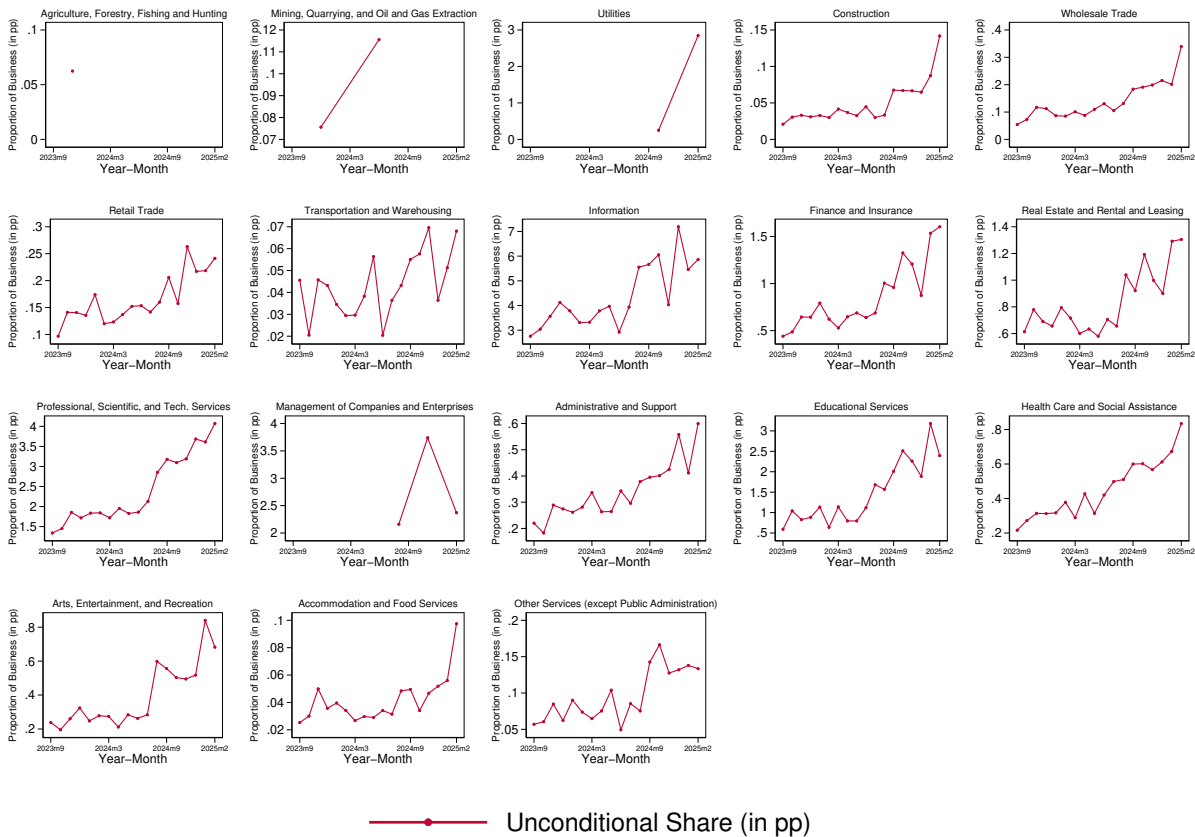 Agriculture, Forestry, Fishing and Hunting
Proportion of Business (in pp)
.1
.05
0
2023m9 2024m3 2024m9 2025m2
Year−Month
Mining, Quarrying, and Oil and Gas Extraction
Proportion of Business (in pp)
.12
.11
.1
.09
.08
.07
2023m9 2024m3 2024m9 2025m2
Year−Month
Utilities
Proportion of Business (in pp)
3
2
1
0
2023m9 2024m3 2024m9 2025m2
Year−Month
Construction
Proportion of Business (in pp)
.15
.1
.05
0
2023m9 2024m3 2024m9 2025m2
Year−Month
Wholesale Trade
Proportion of Business (in pp)
.4
.3
.2
.1
0
2023m9 2024m3 2024m9 2025m2
Year−Month
Retail Trade
Proportion of Business (in pp)
.3
.25
.2
.15
.1
2023m9 2024m3 2024m9 2025m2
Year−Month
Transportation and Warehousing
Proportion of Business (in pp)
.07
.06
.05
.04
.03
.02
2023m9 2024m3 2024m9 2025m2
Year−Month
Information
Proportion of Business (in pp)
7
6
5
4
3
2023m9 2024m3 2024m9 2025m2
Year−Month
Finance and Insurance
Proportion of Business (in pp)
1.5
1
.5
2023m9 2024m3 2024m9 2025m2
Year−Month
Real Estate and Rental and Leasing
Proportion of Business (in pp)
1.4
1.2
1
.8
.6
2023m9 2024m3 2024m9 2025m2
Year−Month
Professional, Scientific, and Tech. Services
Proportion of Business (in pp)
4
3.5
3
2.5
2
1.5
2023m9 2024m3 2024m9 2025m2
Year−Month
Management of Companies and Enterprises
Proportion of Business (in pp)
4
3.5
3
2.5
2
2023m9 2024m3 2024m9 2025m2
Year−Month
Administrative and Support
Proportion of Business (in pp)
.6
.5
.4
.3
.2
2023m9 2024m3 2024m9 2025m2
Year−Month
Educational Services
Proportion of Business (in pp)
3
2.5
2
1.5
1
.5
2023m9 2024m3 2024m9 2025m2
Year−Month
Health Care and Social Assistance
Proportion of Business (in pp)
.8
.6
.4
.2
2023m9 2024m3 2024m9 2025m2
Year−Month
Arts, Entertainment, and Recreation
Proportion of Business (in pp)
.8
.6
.4
.2
2023m9 2024m3 2024m9 2025m2
Year−Month
Accommodation and Food Services
Proportion of Business (in pp)
.1
.08
.06
.04
.02
2023m9 2024m3 2024m9 2025m2
Year−Month
Other Services (except Public Administration)
Proportion of Business (in pp)
.2
.15
.1
.05
2023m9 2024m3 2024m9 2025m2
Year−Month
Unconditional Share (in pp)